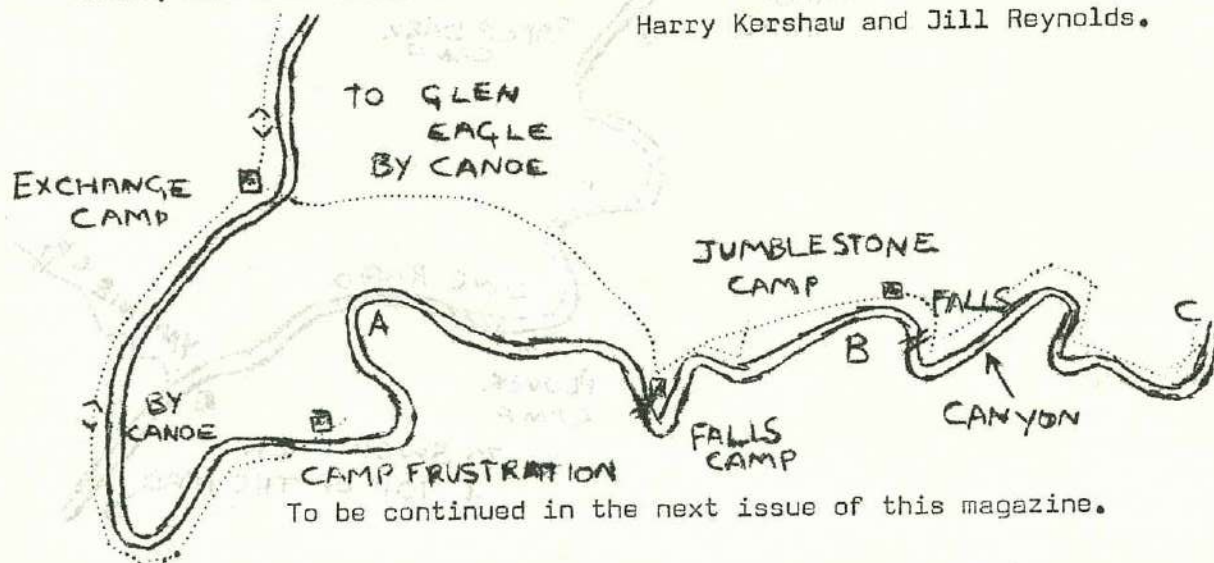 Harry Kershaw and Jill Reynolds.
TO GLEN
EAGLE
BY CANOE
EXCHANGE
CAMP
JUMBLESTONE
CAMP
FALLS
A
B
C
BY
CANOE
CANYON
FALLS
CAMP
CAMP FRUSTRATION
To be continued in the next issue of this magazine.